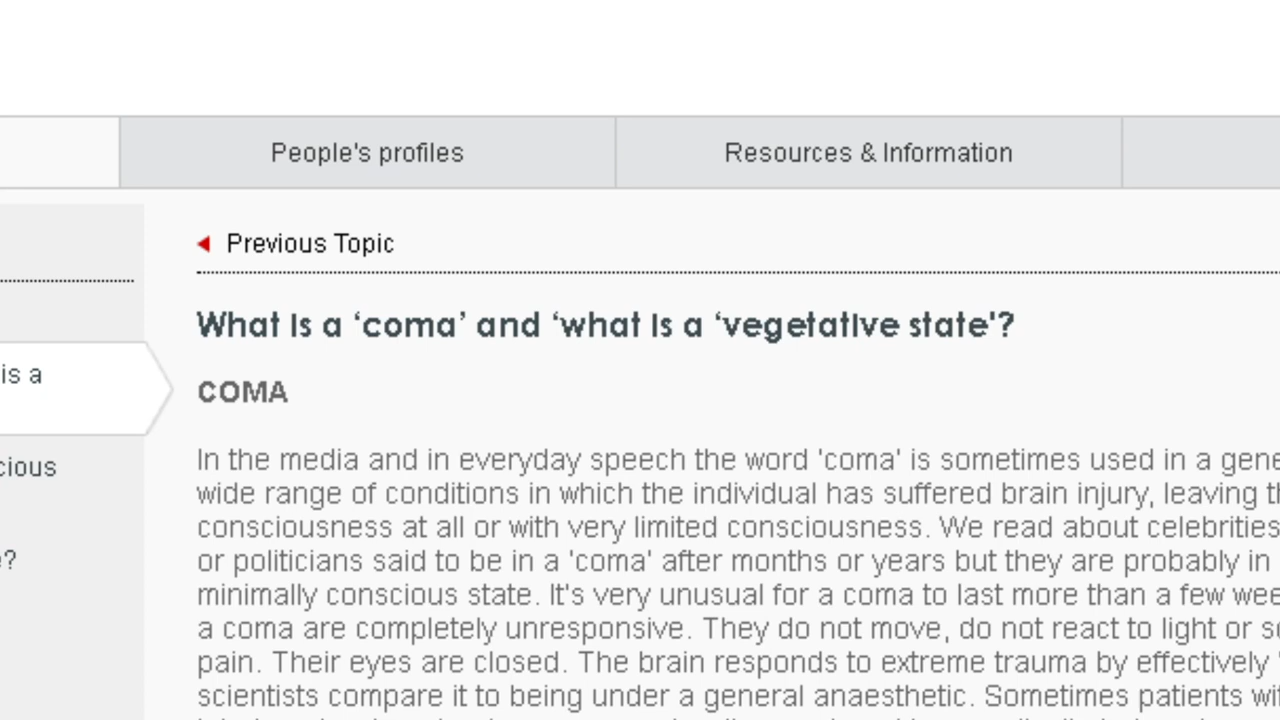 People's profiles
Resources & Information
Previous Topic
What is a ‘coma’ and ‘what is a ‘vegetative state'?
is a
COMA
In the media and in everyday speech the word 'coma' is sometimes used in a
wide range of conditions in which the individual has suffered brain injury, leaving
consciousness at all or with very limited consciousness. We read about celebrities
or politicians said to be in a 'coma' after months or years but they are probably in
minimally conscious state. It's very unusual for a coma to last more than a few
a coma are completely unresponsive. They do not move, do not react to light or
pain. Their eyes are closed. The brain responds to extreme trauma by effectively
scientists compare it to being under a general anaesthetic. Sometimes patients